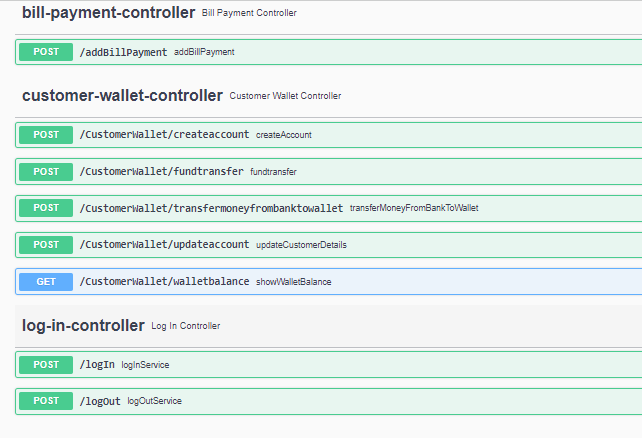 bill-payment-controller Bill Payment Controller
POST /addBillPayment addBillPayment
customer-wallet-controller Customer Wallet Controller
POST /CustomerWallet/createaccount createAccount
POST /CustomerWallet/fundtransfer fundtransfer
POST /CustomerWallet/transfermoneyfrombanktowallet transferMoneyFromBankToWallet
POST /CustomerWallet/updateaccount updateCustomerDetails
GET /CustomerWallet/walletbalance showWalletBalance
log-in-controller Log In Controller
POST /logIn logInService
POST /logOut logOutService